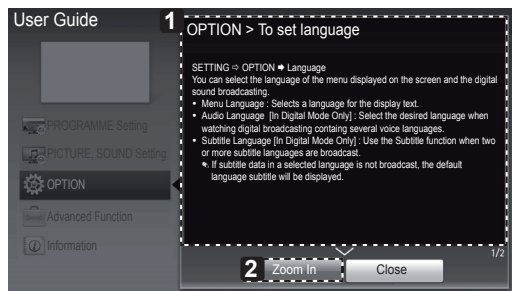 User Guide
1
OPTION > To set language
SETTING ⇨ OPTION ➡ Language
You can select the language of the menu displayed on the screen and the digital
sound broadcasting.
• Menu Language : Selects a language for the display text.
• Audio Language [In Digital Mode Only] : Select the desired language when
watching digital broadcasting containg several voice languages.
• Subtitle Language [In Digital Mode Only] : Use the Subtitle function when two
or more subtitle languages are broadcast.
If subtitle data in a selected language is not broadcast, the default
language subtitle will be displayed.
PROGRAMME Setting
PICTURE, SOUND Setting
OPTION
Advanced Function
Information
1/2
2
Zoom In
Close